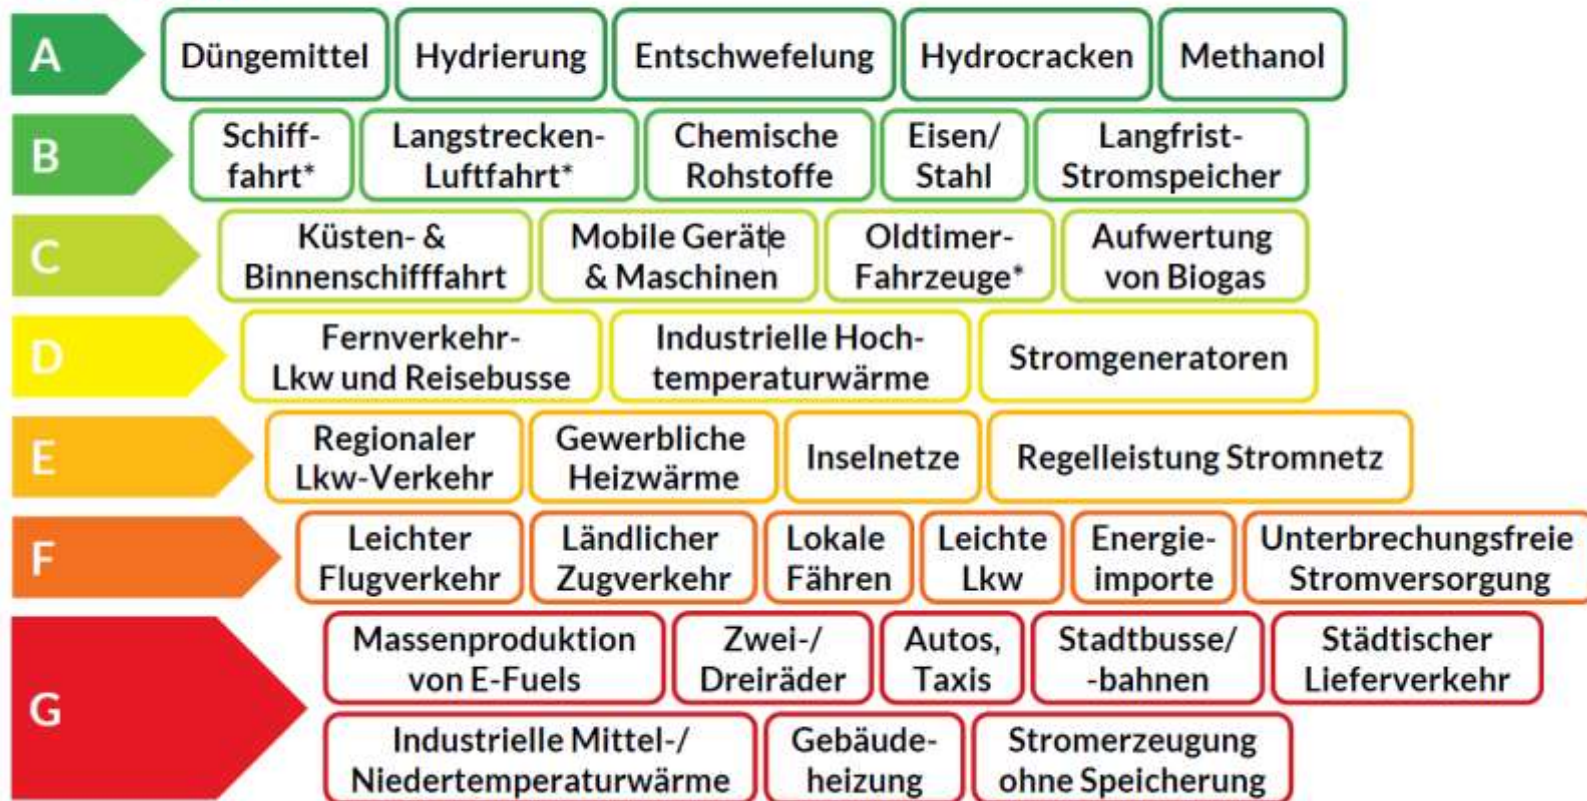 A
Düngemittel Hydrierung Entschwefelung Hydrocracken Methanol
B
Schiff-
fahrt*
Langstrecken-
Luftfahrt*
Chemische
Rohstoffe
Eisen/
Stahl
Langfrist-
Stromspeicher
C
Küsten- &
Binnenschifffahrt
Mobile Geräte
& Maschinen
Oldtimer-
Fahrzeuge*
Aufwertung
von Biogas
D
Fernverkehr-
Lkw und Reisebusse
Industrielle Hoch-
temperaturwärme
Stromgeneratoren
E
Regionaler
Lkw-Verkehr
Gewerbliche
Heizwärme
Inselnetze
Regelleistung Stromnetz
F
Leichter
Flugverkehr
Ländlicher
Zugverkehr
Lokale
Fähren
Leichte
Lkw
Energie-
importe
Unterbrechungsfreie
Stromversorgung
G
Massenproduktion
von E-Fuels
Zwei-/
Dreiräder
Autos,
Taxis
Stadtbusse/
-bahnen
Städtischer
Lieferverkehr
Industrielle Mittel-/
Niedertemperaturwärme
Gebäude-
heizung
Stromerzeugung
ohne Speicherung